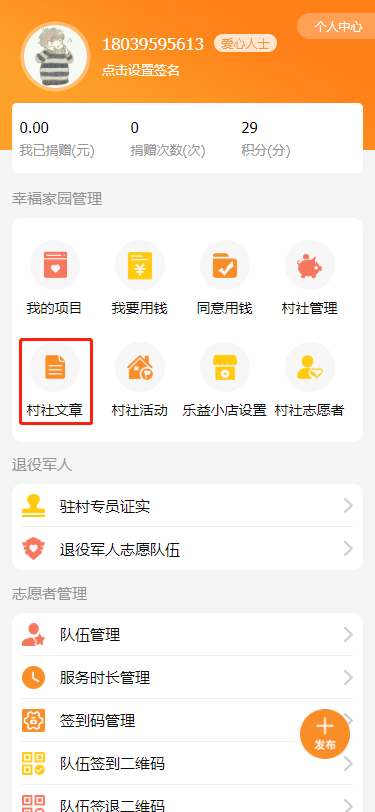 个人中心
18039595613 爱心人士
点击设置签名
0.00 0 29
我已捐赠(元) 捐赠次数(次) 积分(分)
幸福家园管理
我的项目 我要用钱 同意用钱 村社管理
村社文章 村社活动 乐益小店设置 村社志愿者
退役军人
驻村专员证实
退役军人志愿队伍
志愿者管理
队伍管理
服务时长管理
签到码管理
发布
队伍签到二维码
队伍签退二维码